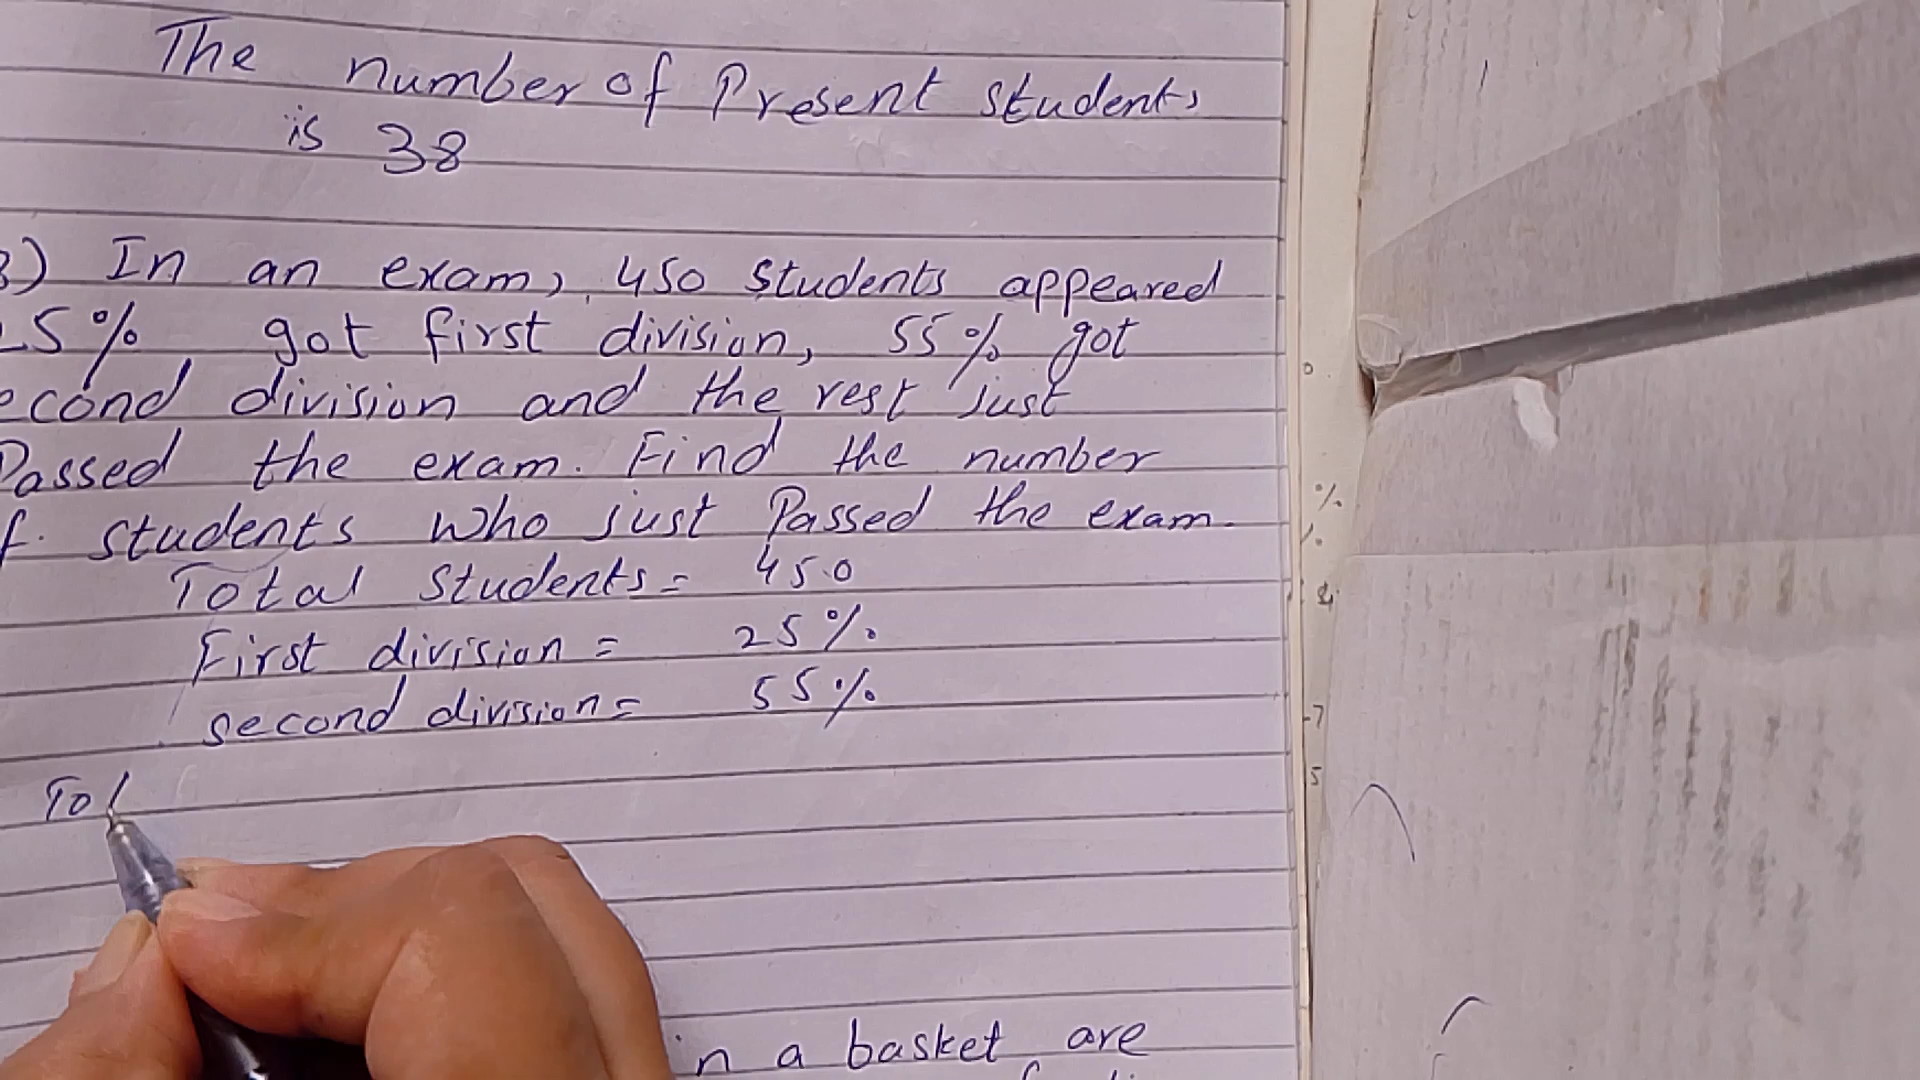 The number of Present students
is 38
3) In an exam, 450 students appeared
25% got first division, 55% got
econd division and the rest just
Passed the exam. Find the number
f. students who just Passed the exam.
Total students = 450
First division = 25%
second division = 55%
To
n a basket are